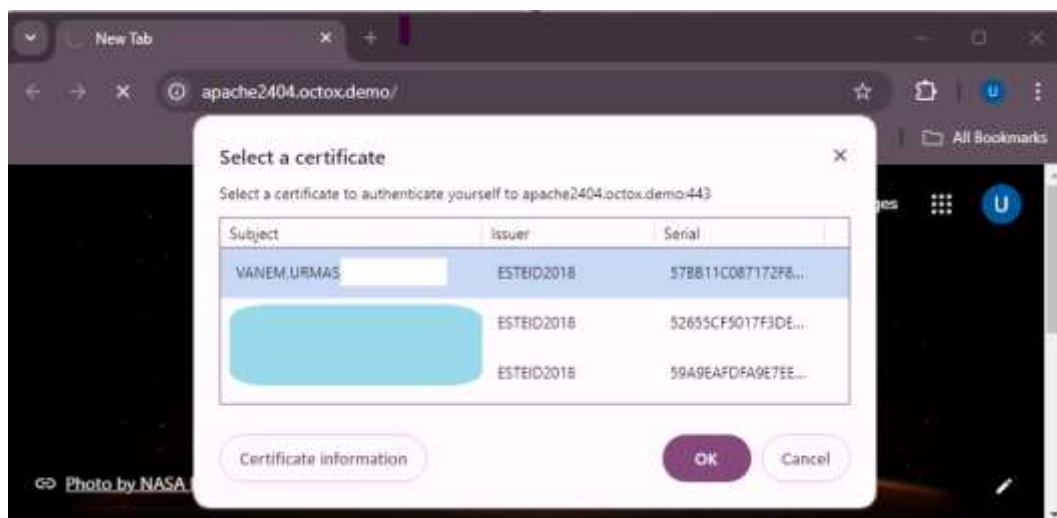 New Tab
apache2404.octox.demo/
All Bookmarks
Select a certificate
Select a certificate to authenticate yourself to apache2404.octox.demo:443
ges
U
Subject Issuer Serial
VANEM,URMAS ESTEID2018 57BB11C087172F8...
ESTEID2018 52655CF5017F3DE...
ESTEID2018 59A9EAFDFA9E7EE...
Certificate information OK Cancel
Photo by NASA